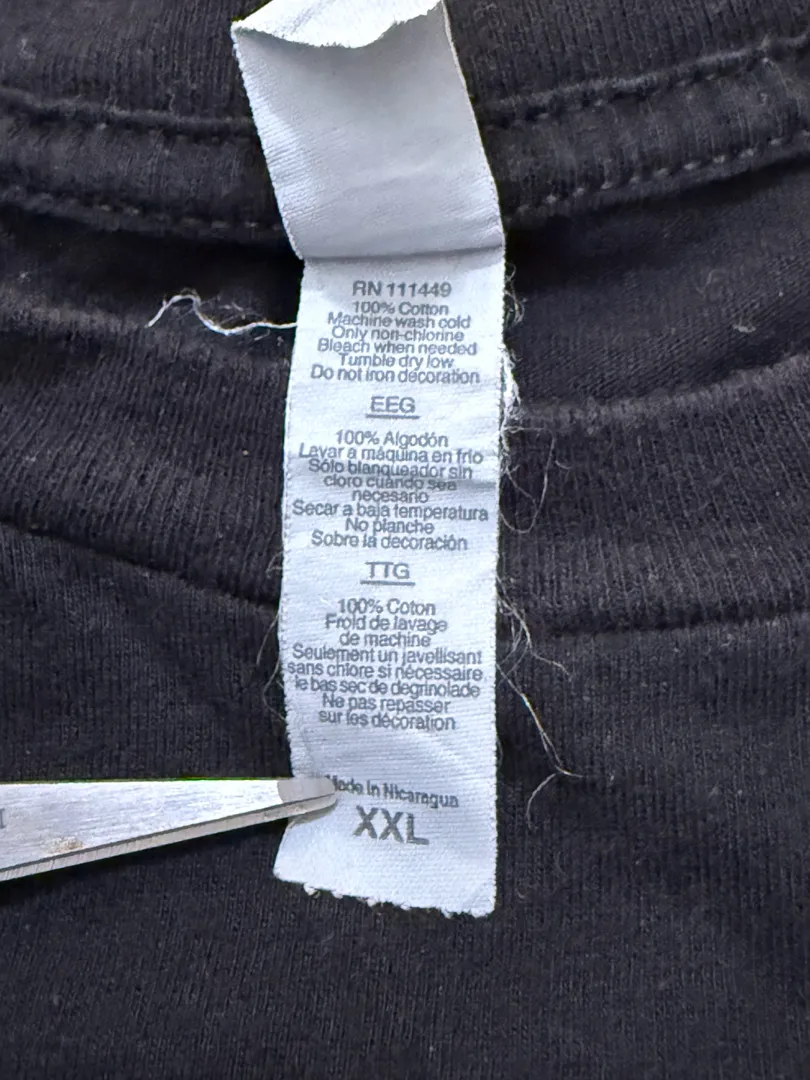 RN 111449
100% Cotton
Machine wash cold
Only non-chlorine
Bleach when needed
Tumble dry low
Do not iron decoration
EEG
100% Algodón
Lavar a máquina en frio
Sólo blanqueador sin
cloro cuando sea
necesario
Secar a baja temperatura
No planche
Sobre la decoración
TTG
100% Coton
Froid de lavage
de machine
Seulement un javellisant
sans chlore si nécessaire
le bas sec de degrinolade
Ne pas repasser
sur les décoration
Made in Nicaragua
XXL